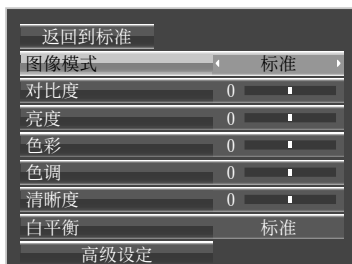 返回到标准
图像模式 标准
对比度 0
亮度 0
色彩 0
色调 0
清晰度 0
白平衡 标准
高级设定